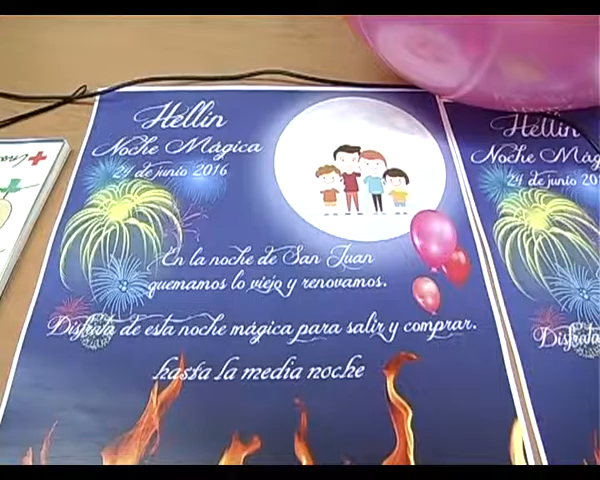 Hellín
Noche Mágica
24 de junio 2016
En la noche de San Juan
quemamos lo viejo y renovamos.
Disfruta de esta noche mágica para salir y comprar.
hasta la media noche
Hellín
Noche
24 de junio
Disfruta